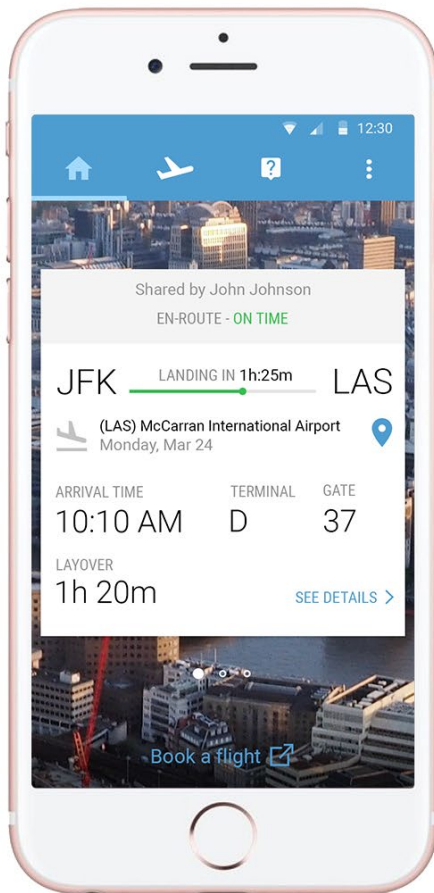 12:30
?
Shared by John Johnson
EN-ROUTE - ON TIME
JFK LANDING IN 1h:25m LAS
(LAS) McCarran International Airport
Monday, Mar 24
ARRIVAL TIME TERMINAL GATE
10:10 AM D 37
LAYOVER
1h 20m
SEE DETAILS >
Book a flight